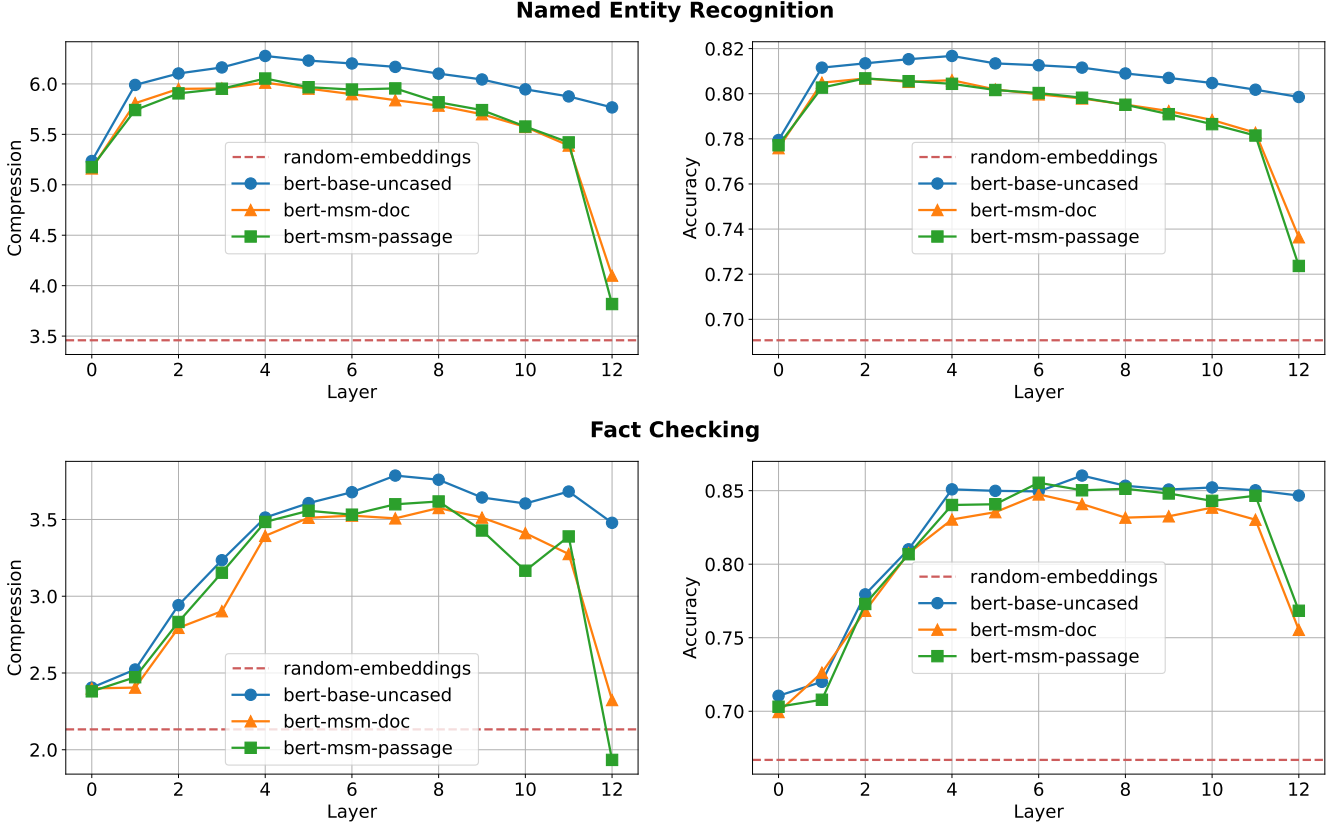 Named Entity Recognition
Compression
6.0
5.5
5.0
4.5
4.0
3.5
0 2 4 6 8 10 12
Layer
random-embeddings
bert-base-uncased
bert-msm-doc
bert-msm-passage
Accuracy
0.82
0.80
0.78
0.76
0.74
0.72
0.70
0 2 4 6 8 10 12
Layer
random-embeddings
bert-base-uncased
bert-msm-doc
bert-msm-passage
Fact Checking
Compression
3.5
3.0
2.5
2.0
0 2 4 6 8 10 12
Layer
random-embeddings
bert-base-uncased
bert-msm-doc
bert-msm-passage
Accuracy
0.85
0.80
0.75
0.70
0 2 4 6 8 10 12
Layer
random-embeddings
bert-base-uncased
bert-msm-doc
bert-msm-passage